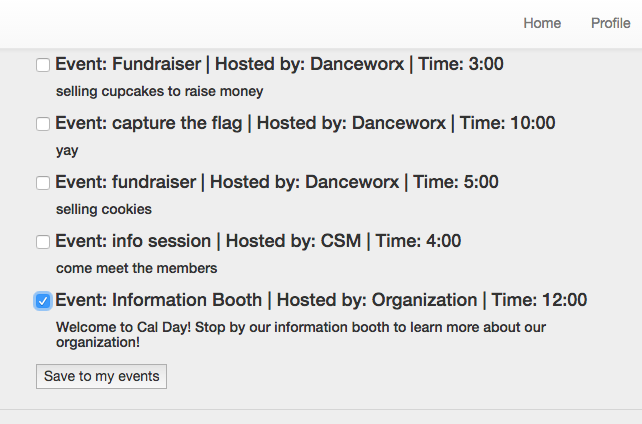 Home Profile
Event: Fundraiser | Hosted by: Danceworx | Time: 3:00
selling cupcakes to raise money
Event: capture the flag | Hosted by: Danceworx | Time: 10:00
yay
Event: fundraiser | Hosted by: Danceworx | Time: 5:00
selling cookies
Event: info session | Hosted by: CSM | Time: 4:00
come meet the members
Event: Information Booth | Hosted by: Organization | Time: 12:00
Welcome to Cal Day! Stop by our information booth to learn more about our
organization!
Save to my events